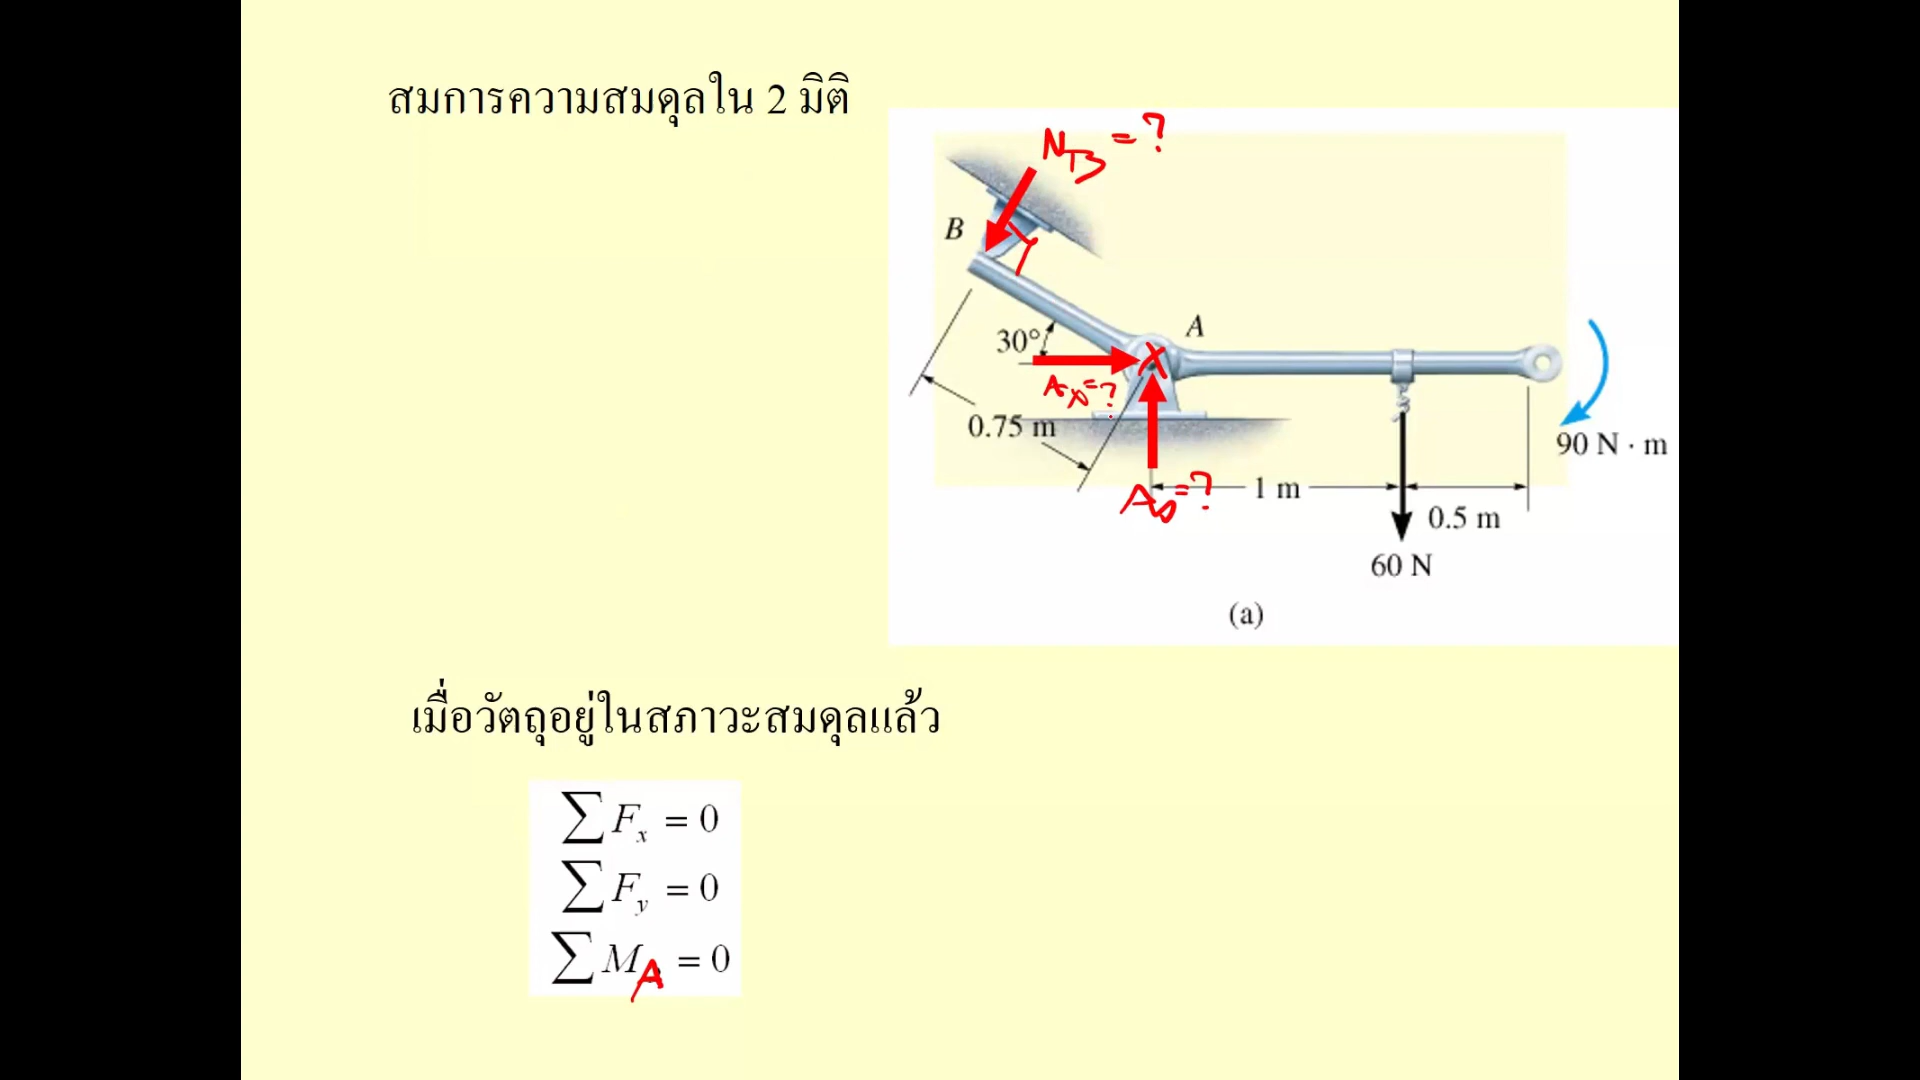 สมการความสมดุลใน 2 มิติ
N_B = ?
B
A
30°
A_x = ?
0.75 m
90 N · m
1 m
A_y = ?
0.5 m
60 N
(a)
เมื่อวัตถุอยู่ในสภาวะสมดุลแล้ว
∑ F_x = 0
∑ F_y = 0
∑ M_A = 0